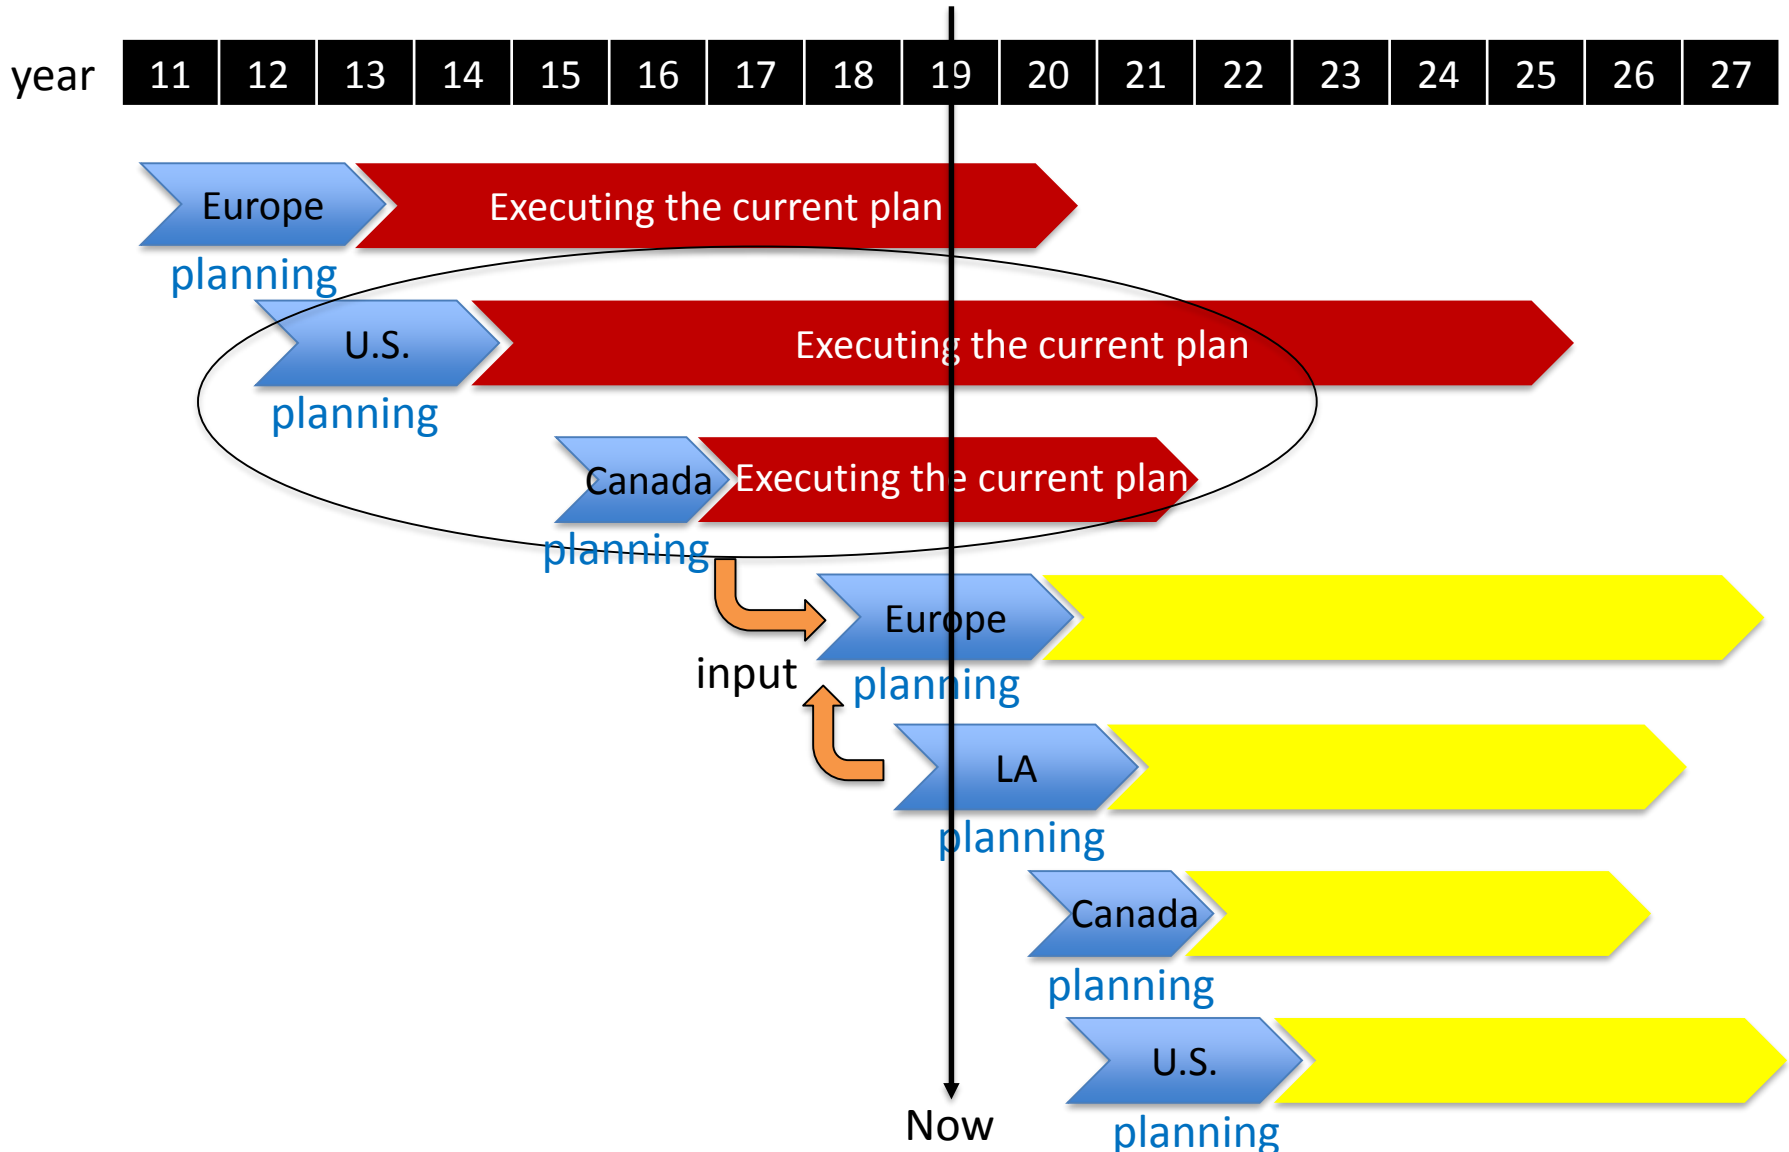 year 11 12 13 14 15 16 17 18 19 20 21 22 23 24 25 26 27
Europe Executing the current plan
planning
U.S. Executing the current plan
planning
Canada Executing the current plan
planning
Europe
input planning
LA
planning
Canada
planning
U.S.
Now planning